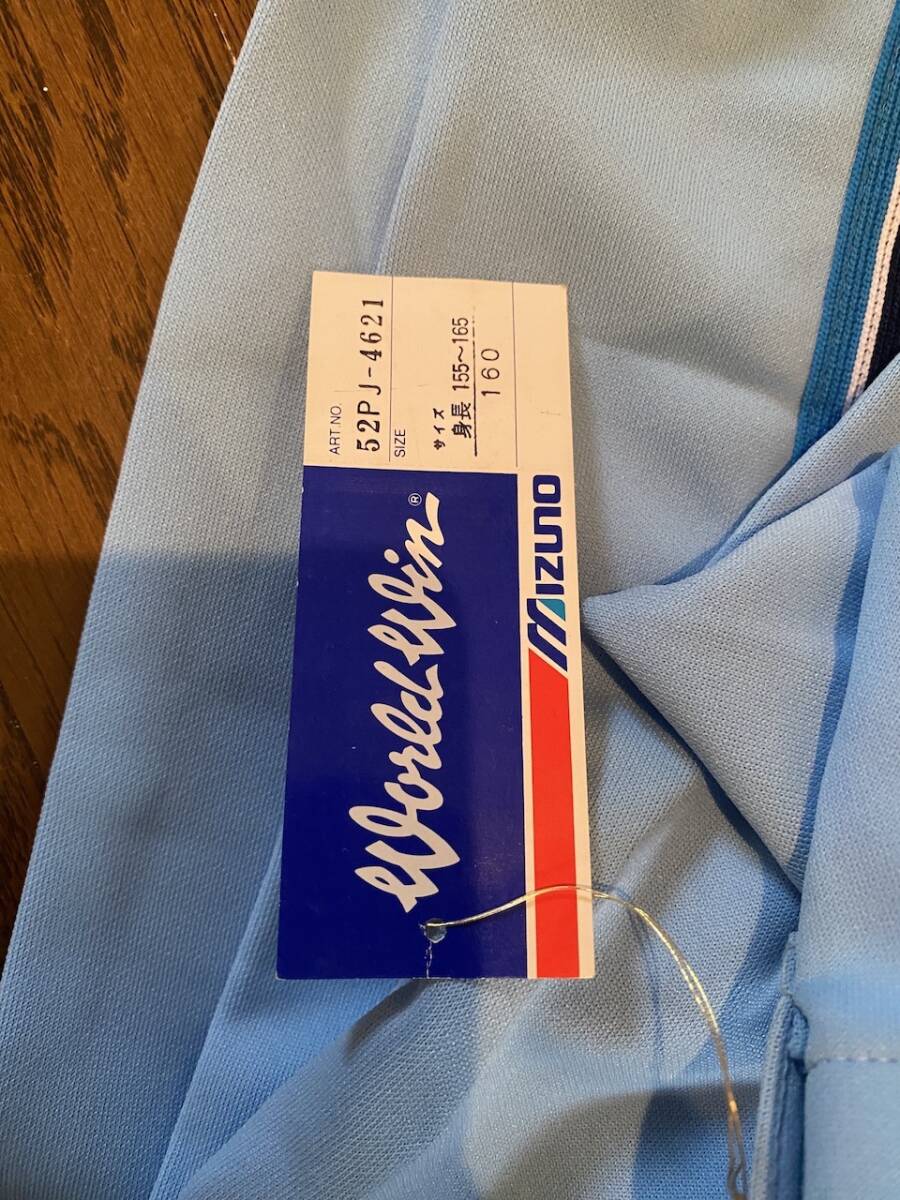 ART.NO.
52PJ-4621
SIZE
サイズ
身長 155~165
160
World Win ®
MIZUNO